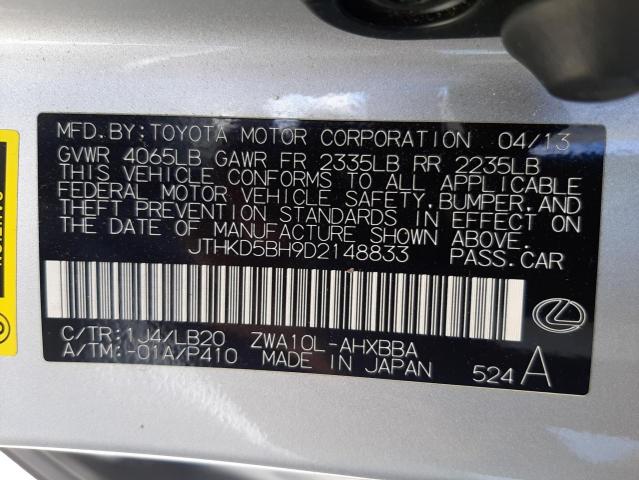 MFD.BY:TOYOTA MOTOR CORPORATION 04/13
GVWR 4065LB GAWR FR 2335LB RR 2235LB
THIS VEHICLE CONFORMS TO ALL APPLICABLE
FEDERAL MOTOR VEHICLE SAFETY,BUMPER,AND
THEFT PREVENTION STANDARDS IN EFFECT ON
THE DATE OF MANUFACTURE SHOWN ABOVE.
JTHKD5BH9D2148833 PASS.CAR
C/TR:1J4/LB20 ZWA10L-AHXBBA
A/TM:-01A/P410 MADE IN JAPAN
524A